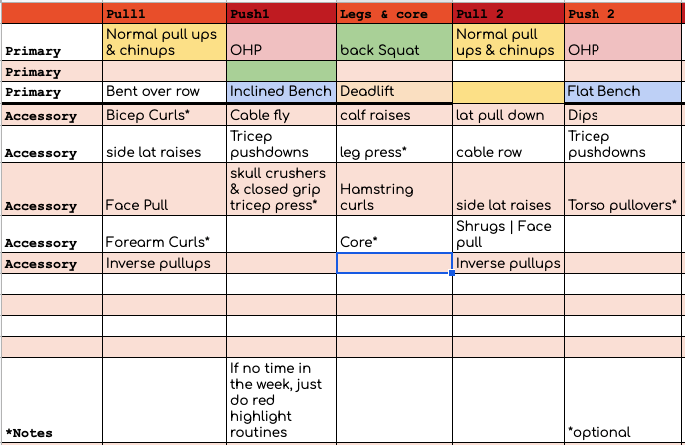 Pull1 Push1 Legs & core Pull 2 Push 2
Primary Normal pull ups & chinups OHP back Squat Normal pull ups & chinups OHP
Primary
Primary Bent over row Inclined Bench Deadlift Flat Bench
Accessory Bicep Curls* Cable fly calf raises lat pull down Dips
Accessory side lat raises Tricep pushdowns leg press* cable row Tricep pushdowns
Accessory Face Pull skull crushers & closed grip tricep press* Hamstring curls side lat raises Torso pullovers*
Accessory Forearm Curls* Core* Shrugs | Face pull
Accessory Inverse pullups Inverse pullups
*Notes If no time in the week, just do red highlight routines *optional